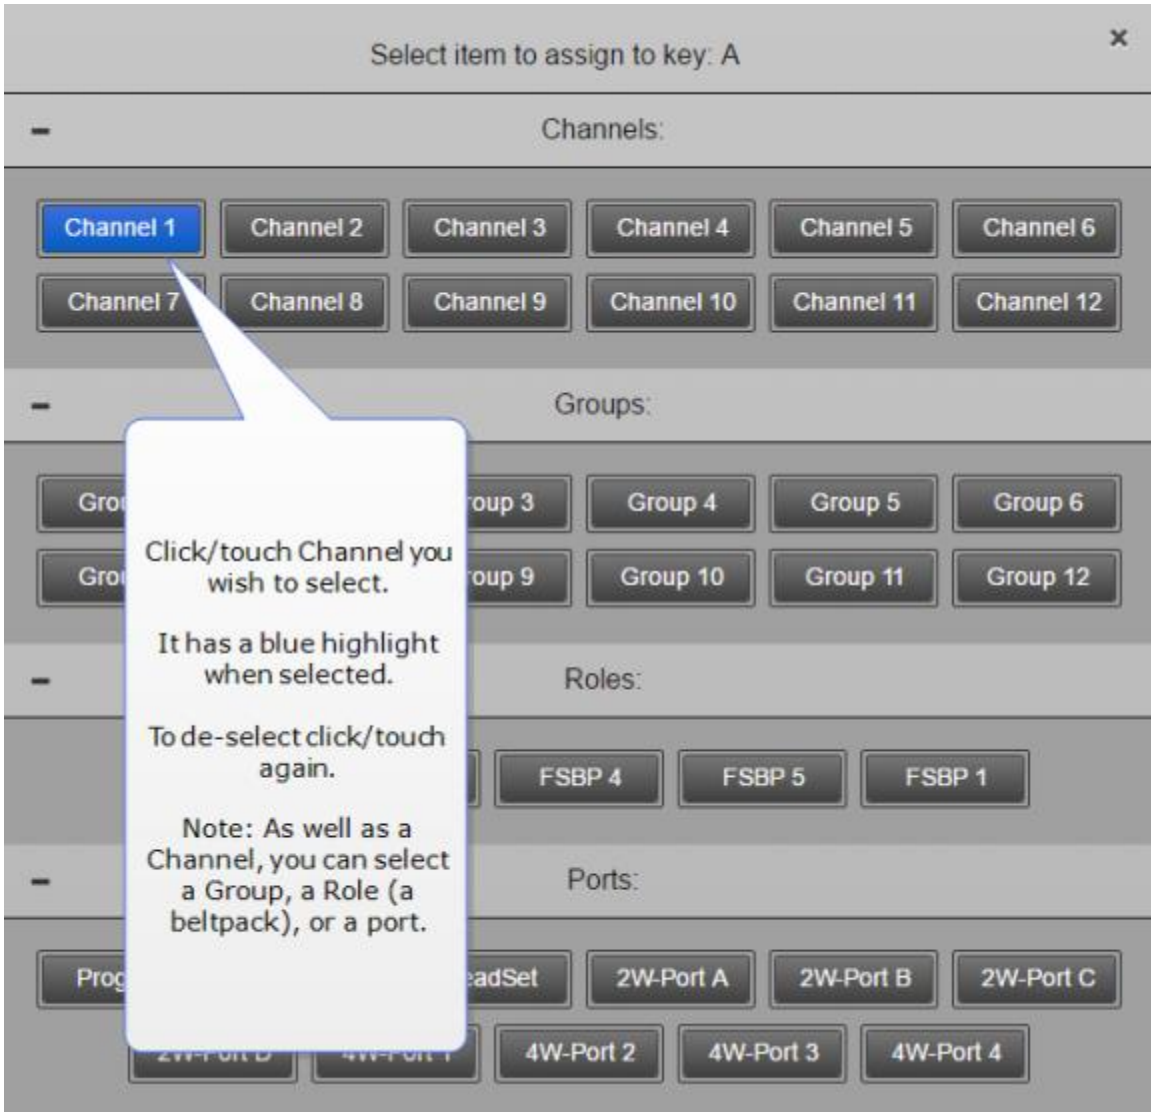 Select item to assign to key: A
×
Channels:
Channel 1 Channel 2 Channel 3 Channel 4 Channel 5 Channel 6
Channel 7 Channel 8 Channel 9 Channel 10 Channel 11 Channel 12
Groups:
Group 4 Group 5 Group 6
Group 10 Group 11 Group 12
Click/touch Channel you
wish to select.
It has a blue highlight
when selected.
To de-select click/touch
again.
Note: As well as a
Channel, you can select
a Group, a Role (a
beltpack), or a port.
Roles:
FSBP 4 FSBP 5 FSBP 1
Ports:
2W-Port A 2W-Port B 2W-Port C
4W-Port 2 4W-Port 3 4W-Port 4